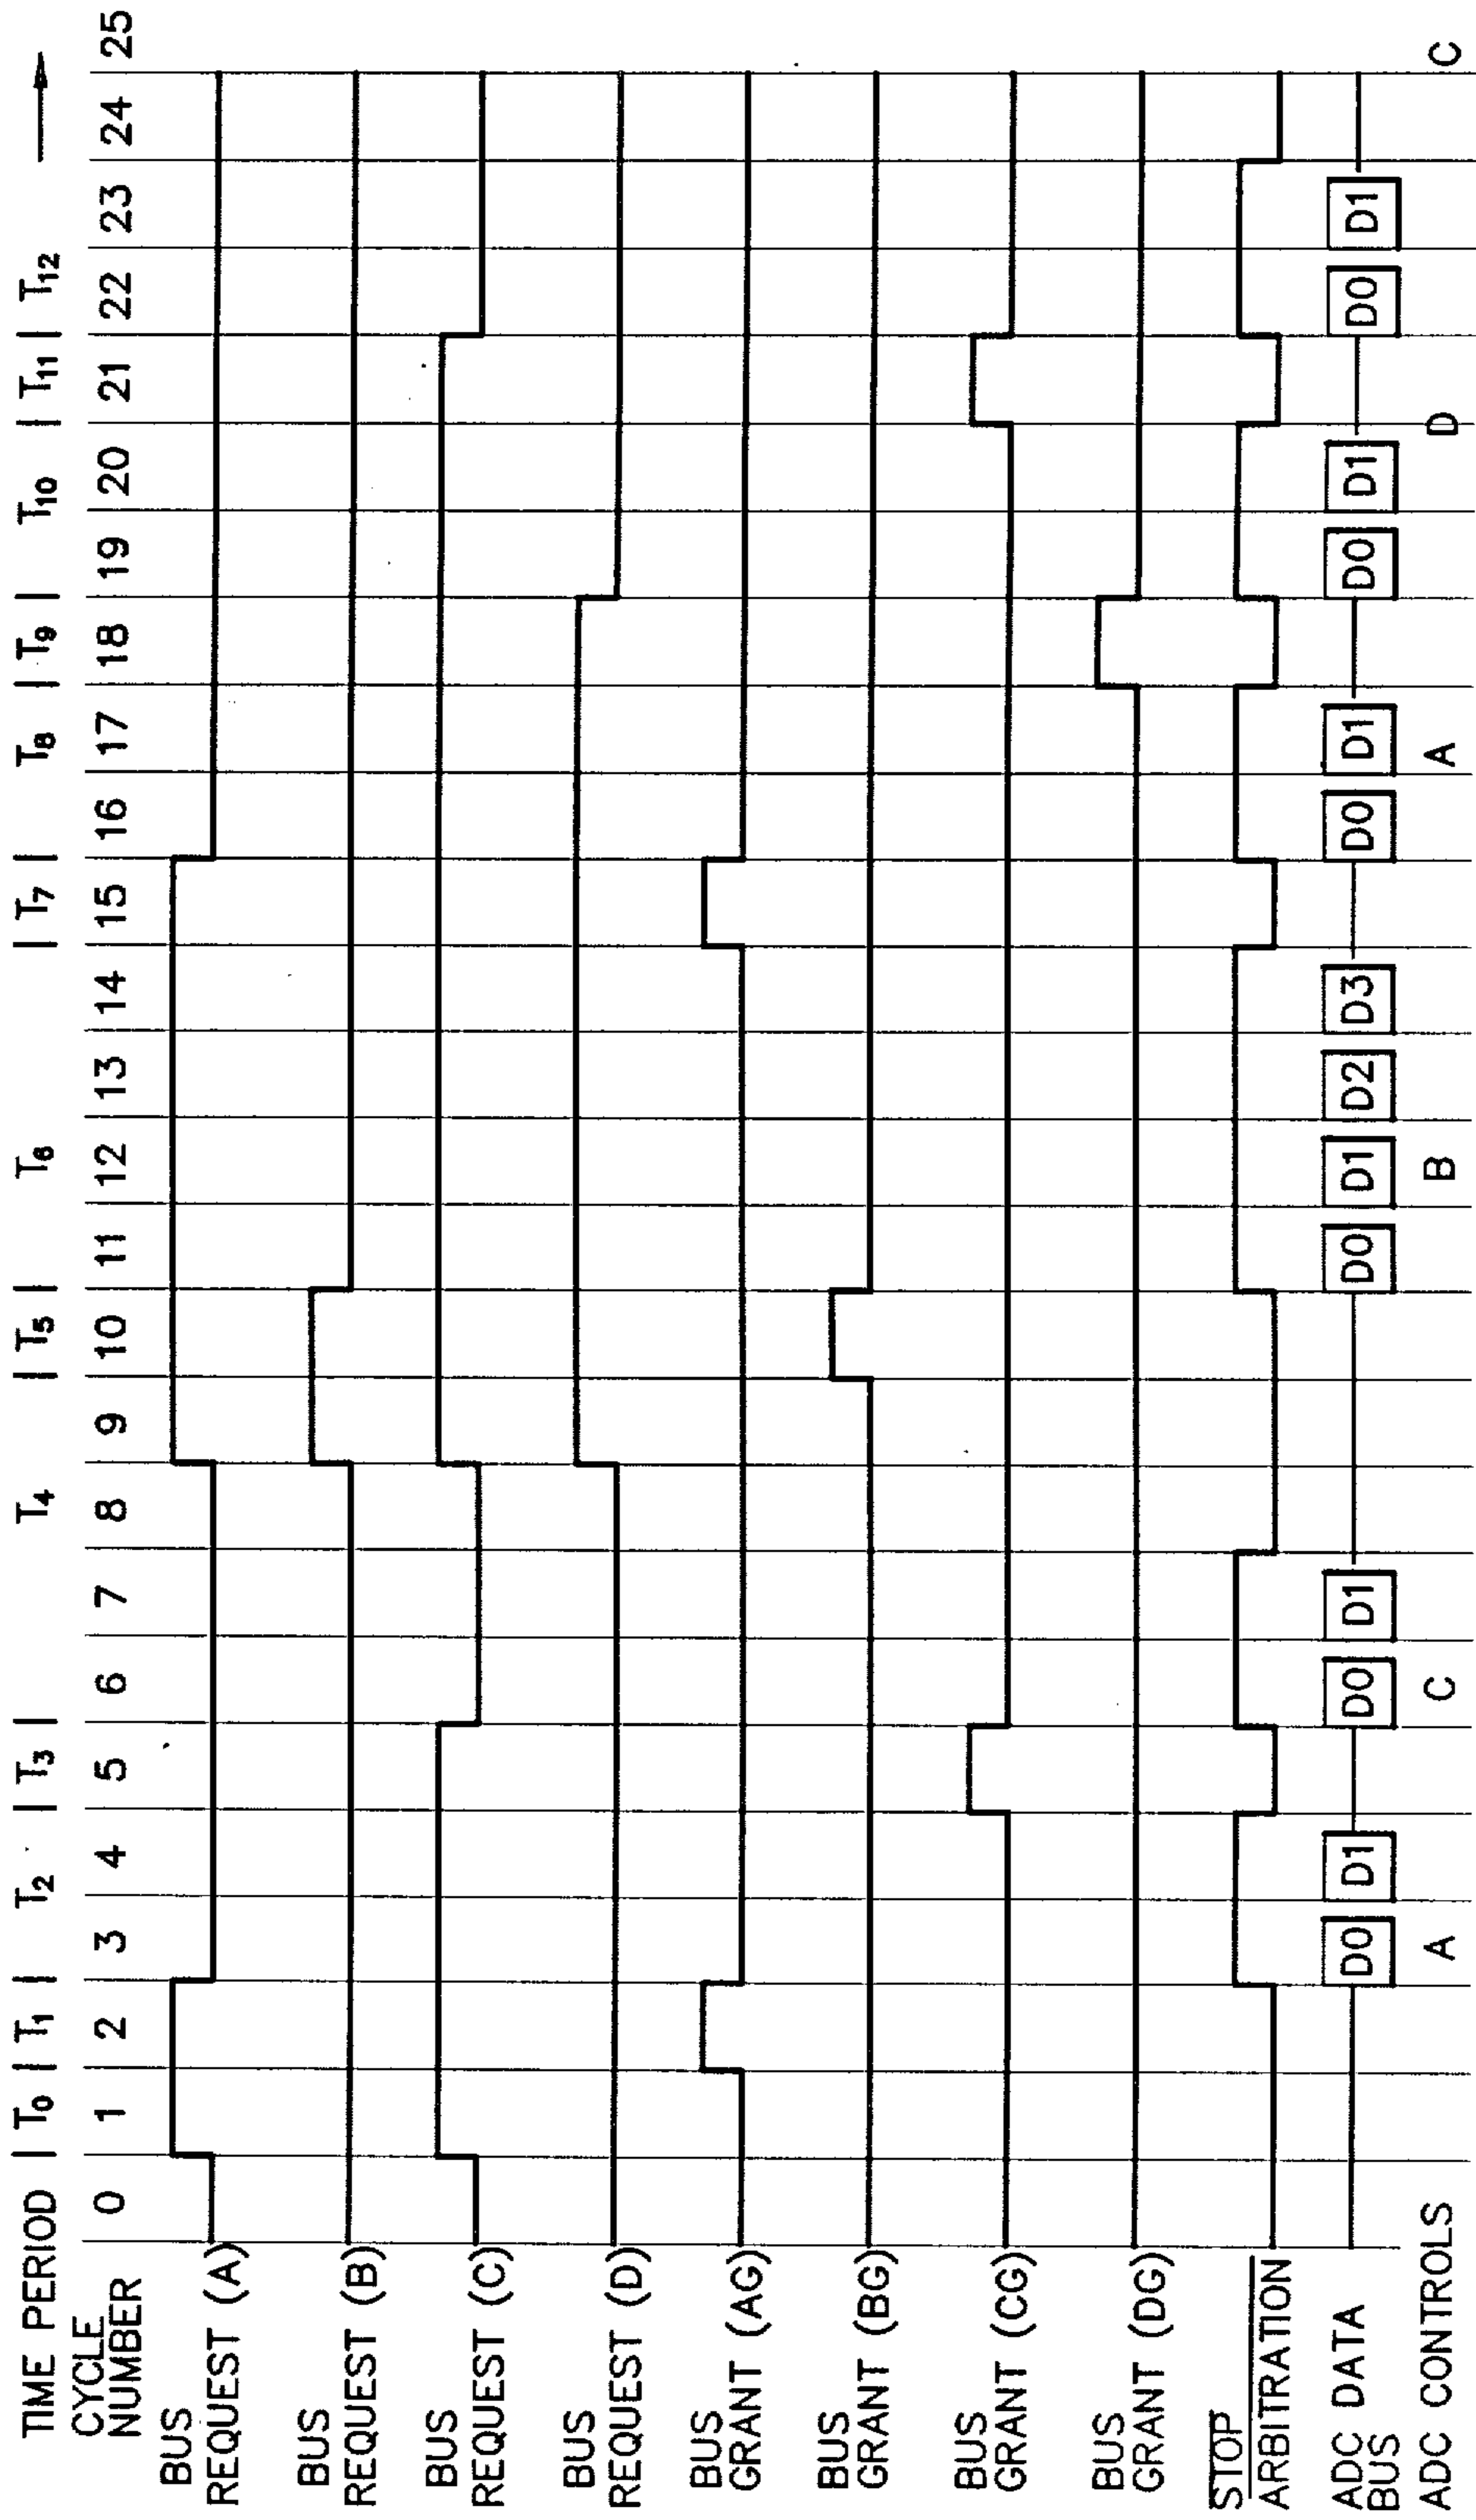 TIME PERIOD | T0 | T1 | T2 | T3 | T4 | T5 | T6 | T7 | T8 | T9 | T10 | T11 | T12
CYCLE
NUMBER 0 1 2 3 4 5 6 7 8 9 10 11 12 13 14 15 16 17 18 19 20 21 22 23 24 25
BUS
REQUEST (A)
BUS
REQUEST (B)
BUS
REQUEST (C)
BUS
REQUEST (D)
BUS
GRANT (AG)
BUS
GRANT (BG)
BUS
GRANT (CG)
BUS
GRANT (DG)
STOP
ARBITRATION
ADC DATA
BUS D0 D1 D0 D1 D0 D1 D2 D3 D0 D1 D0 D1 D0 D1
ADC CONTROLS A C B A D C